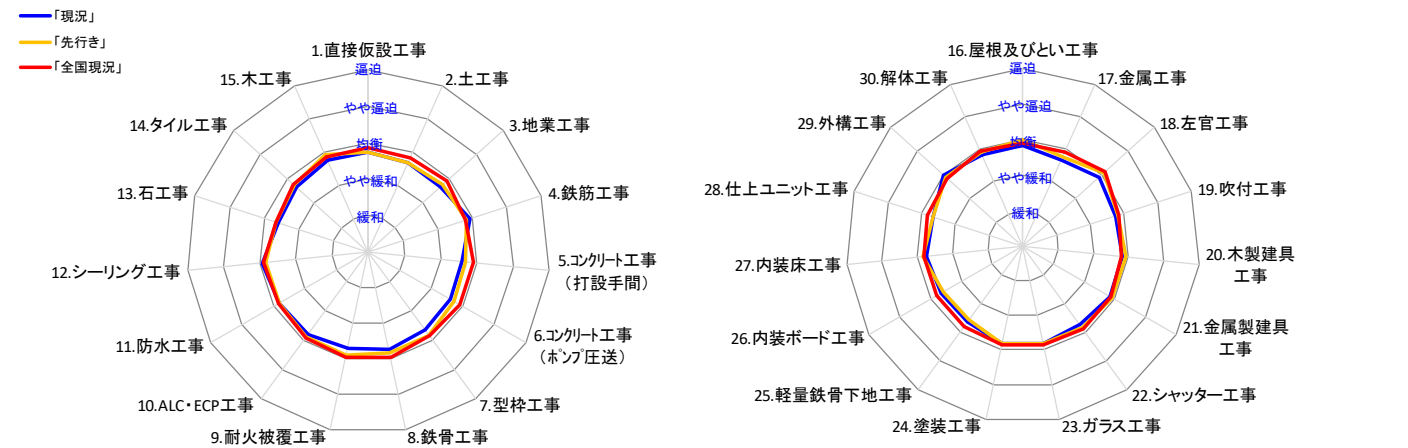 「現況」
「先行き」
「全国現況」
1.直接仮設工事
2.土工事
3.地業工事
4.鉄筋工事
5.ｺﾝｸﾘｰﾄ工事
（打設手間）
6.ｺﾝｸﾘｰﾄ工事
（ﾎﾟﾝﾌﾟ圧送）
7.型枠工事
8.鉄骨工事
9.耐火被覆工事
10.ALC・ECP工事
11.防水工事
12.シーリング工事
13.石工事
14.タイル工事
15.木工事
逼迫
やや逼迫
均衡
やや緩和
緩和
16.屋根及びとい工事
17.金属工事
18.左官工事
19.吹付工事
20.木製建具
工事
21.金属製建具
工事
22.シャッター工事
23.ガラス工事
24.塗装工事
25.軽量鉄骨下地工事
26.内装ボード工事
27.内装床工事
28.仕上ユニット工事
29.外構工事
30.解体工事
逼迫
やや逼迫
均衡
やや緩和
緩和